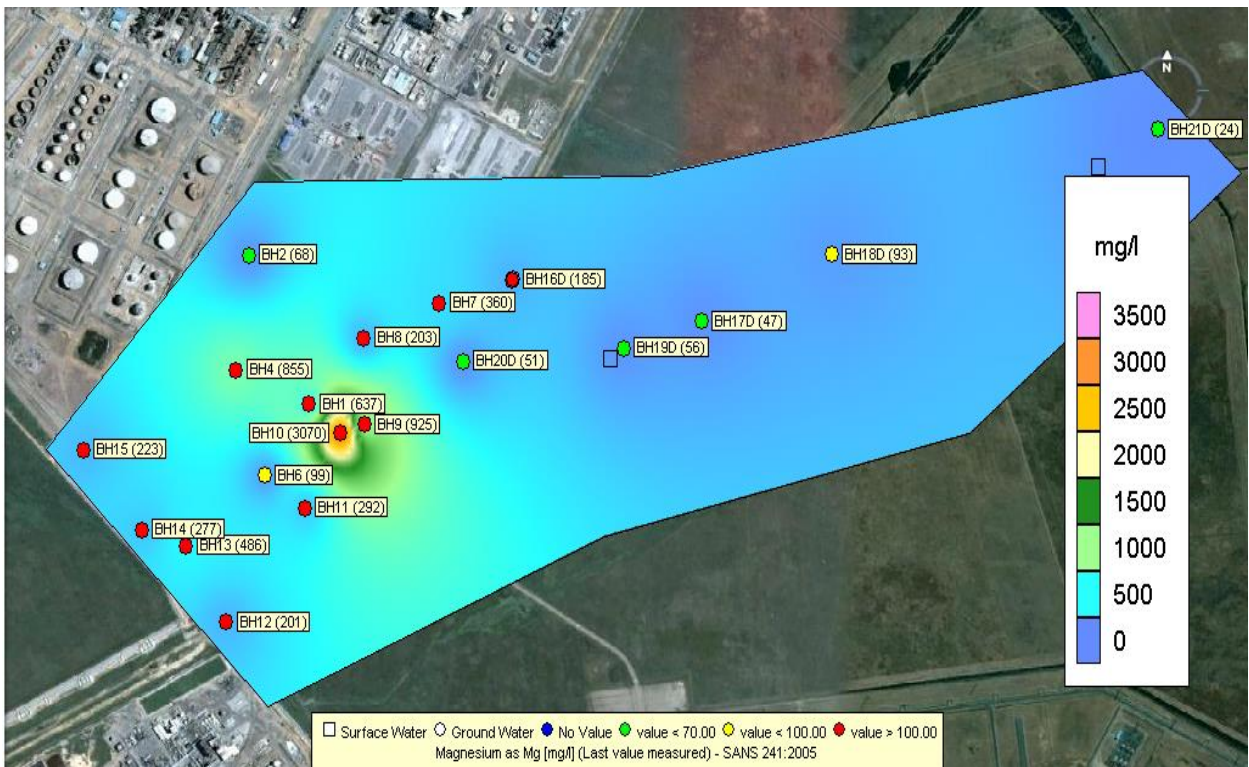 N
BH21D (24)
BH2 (68)
BH18D (93)
BH16D (185)
BH7 (360)
BH17D (47)
BH8 (203)
BH19D (56)
BH20D (51)
BH4 (855)
BH1 (637)
BH9 (925)
BH10 (3070)
BH15 (223)
BH6 (99)
BH11 (292)
BH14 (277)
BH13 (486)
BH12 (201)
mg/l
3500
3000
2500
2000
1500
1000
500
0
Surface Water Ground Water No Value value < 70.00 value < 100.00 value > 100.00
Magnesium as Mg [mg/l] (Last value measured) - SANS 241:2005